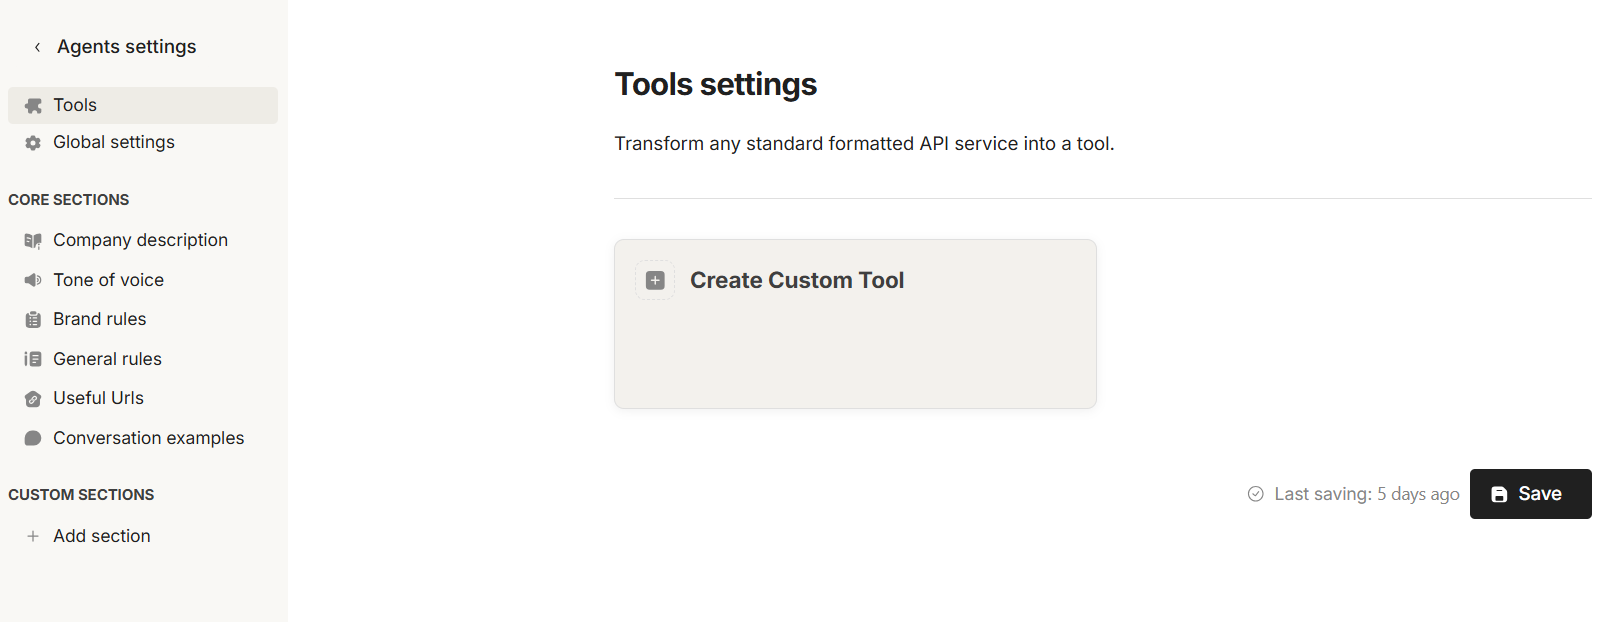 Agents settings
Tools
Global settings
CORE SECTIONS
Company description
Tone of voice
Brand rules
General rules
Useful Urls
Conversation examples
CUSTOM SECTIONS
Add section
Tools settings
Transform any standard formatted API service into a tool.
Create Custom Tool
Last saving: 5 days ago
Save